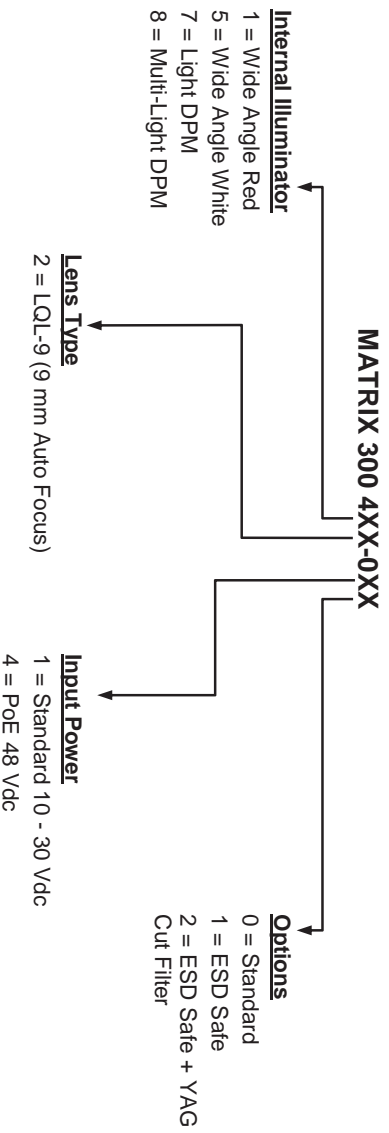 MATRIX 300 4XX-0XX
Internal Illuminator
1 = Wide Angle Red
5 = Wide Angle White
7 = Light DPM
8 = Multi-Light DPM
Lens Type
2 = LQL-9 (9 mm Auto Focus)
Input Power
1 = Standard 10 - 30 Vdc
4 = PoE 48 Vdc
Options
0 = Standard
1 = ESD Safe
2 = ESD Safe + YAG
Cut Filter